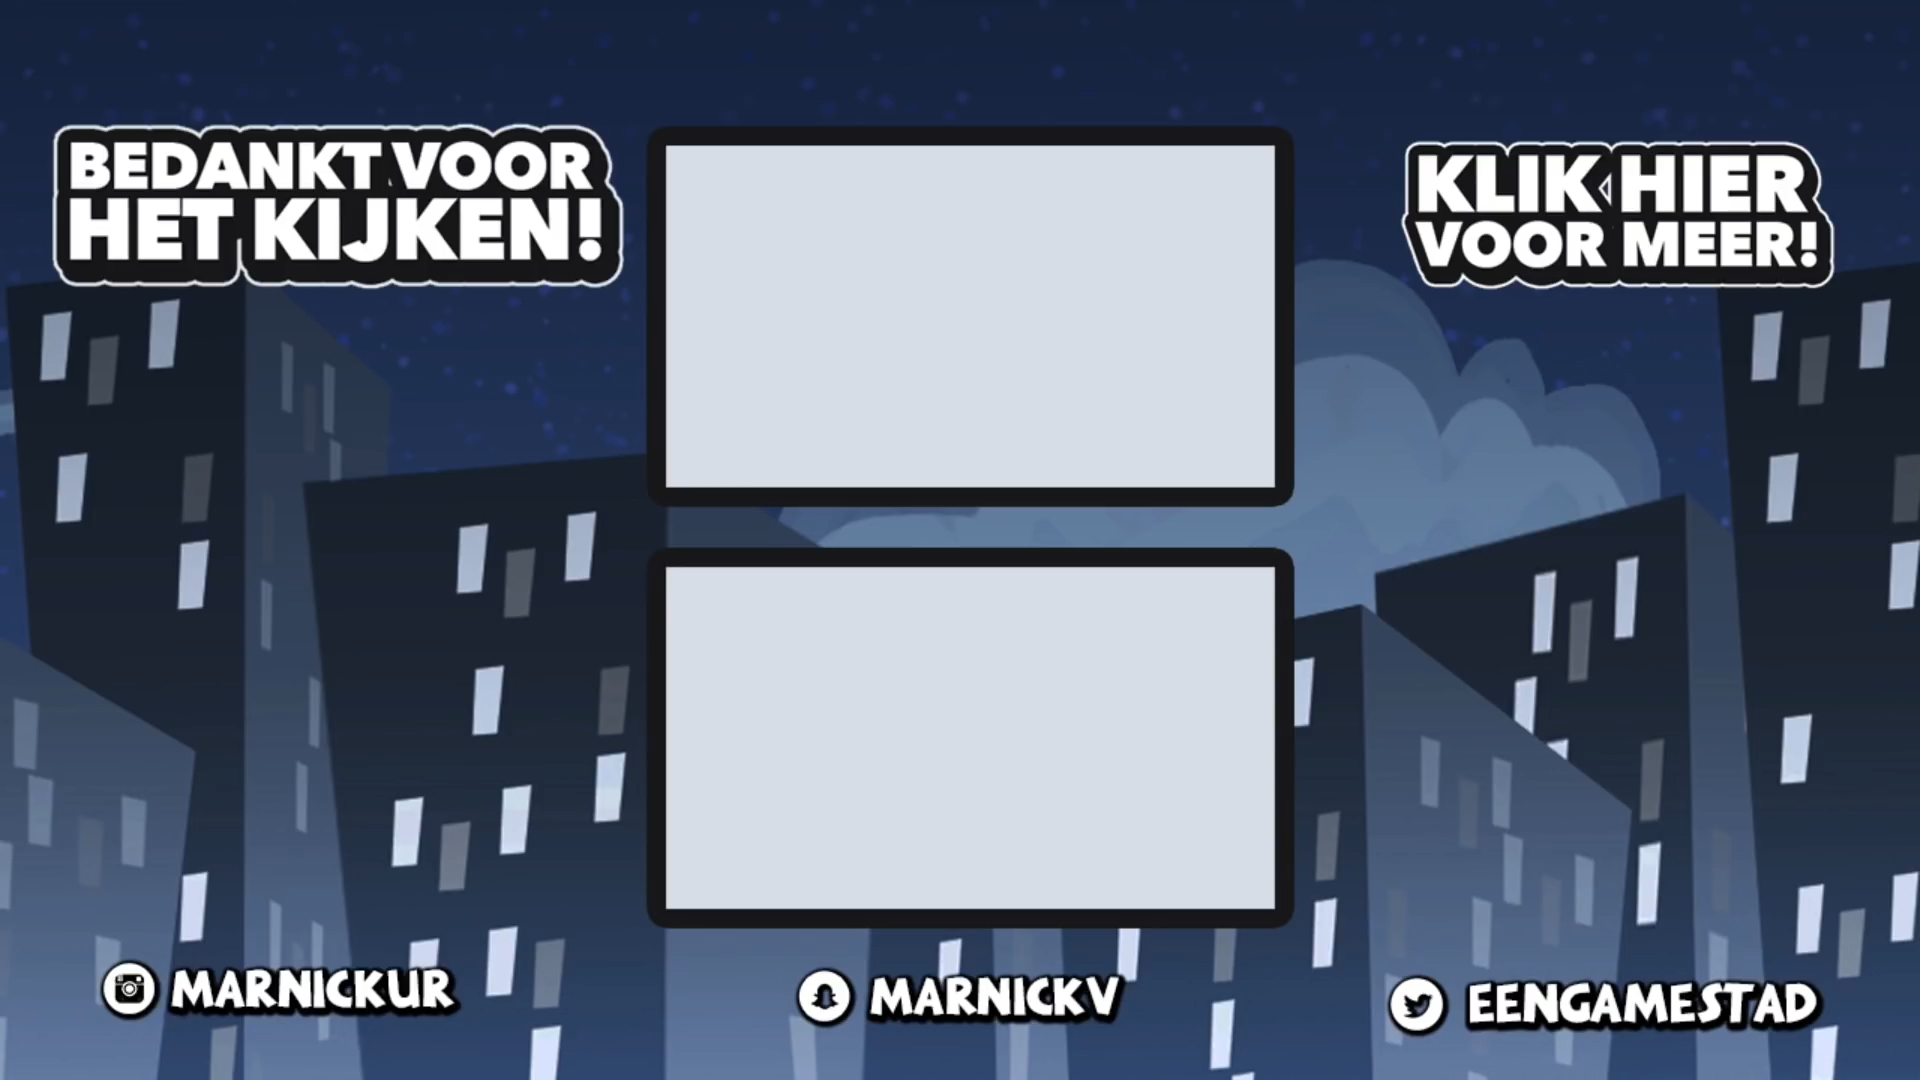 BEDANKT VOOR
HET KIJKEN!
KLIK HIER
VOOR MEER!
MARNICKUR
MARNICKV
EENGAMESTAD